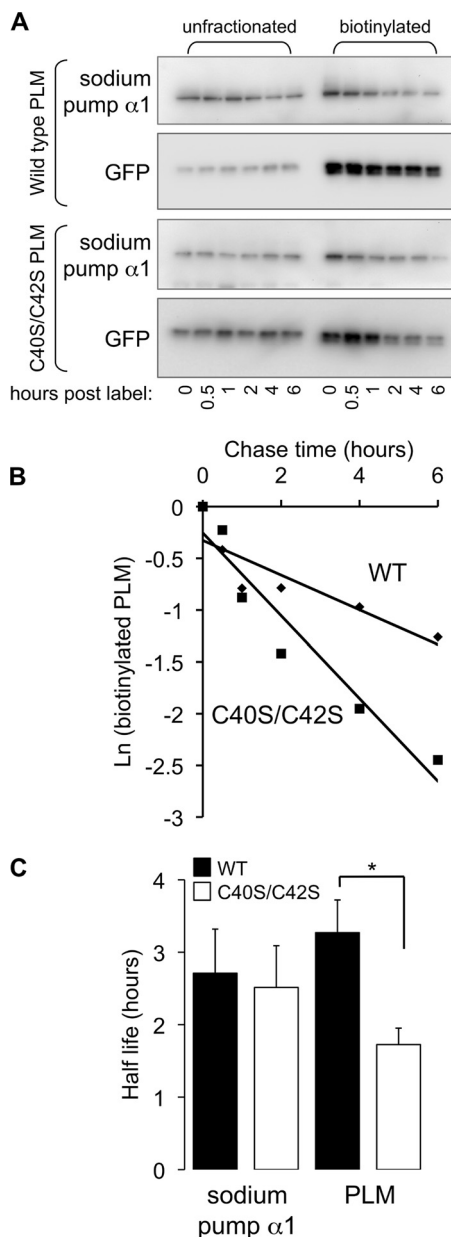 A
unfractionated biotinylated
Wild type PLM
sodium
pump α1
GFP
C40S/C42S PLM
sodium
pump α1
GFP
hours post label: 0 0.5 1 2 4 6 0 0.5 1 2 4 6
B
Chase time (hours)
0 2 4 6
Ln (biotinylated PLM)
0
-0.5
-1
-1.5
-2
-2.5
-3
WT
C40S/C42S
C
WT
C40S/C42S
*
Half life (hours)
4
3
2
1
0
sodium
pump α1
PLM